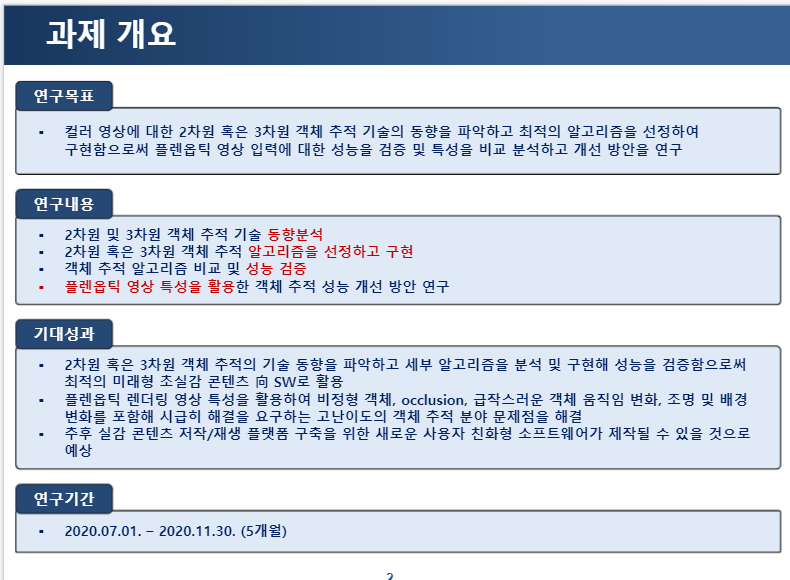 과제 개요
연구목표
▪ 컬러 영상에 대한 2차원 혹은 3차원 객체 추적 기술의 동향을 파악하고 최적의 알고리즘을 선정하여
구현함으로써 플렌옵틱 영상 입력에 대한 성능을 검증 및 특성을 비교 분석하고 개선 방안을 연구
연구내용
▪ 2차원 및 3차원 객체 추적 기술 동향분석
▪ 2차원 혹은 3차원 객체 추적 알고리즘을 선정하고 구현
▪ 객체 추적 알고리즘 비교 및 성능 검증
▪ 플렌옵틱 영상 특성을 활용한 객체 추적 성능 개선 방안 연구
기대성과
▪ 2차원 혹은 3차원 객체 추적의 기술 동향을 파악하고 세부 알고리즘을 분석 및 구현해 성능을 검증함으로써
최적의 미래형 초실감 콘텐츠 向 SW로 활용
▪ 플렌옵틱 렌더링 영상 특성을 활용하여 비정형 객체, occlusion, 급작스러운 객체 움직임 변화, 조명 및 배경
변화를 포함해 시급히 해결을 요구하는 고난이도의 객체 추적 분야 문제점을 해결
▪ 추후 실감 콘텐츠 저작/재생 플랫폼 구축을 위한 새로운 사용자 친화형 소프트웨어가 제작될 수 있을 것으로
예상
연구기간
▪ 2020.07.01. – 2020.11.30. (5개월)
2